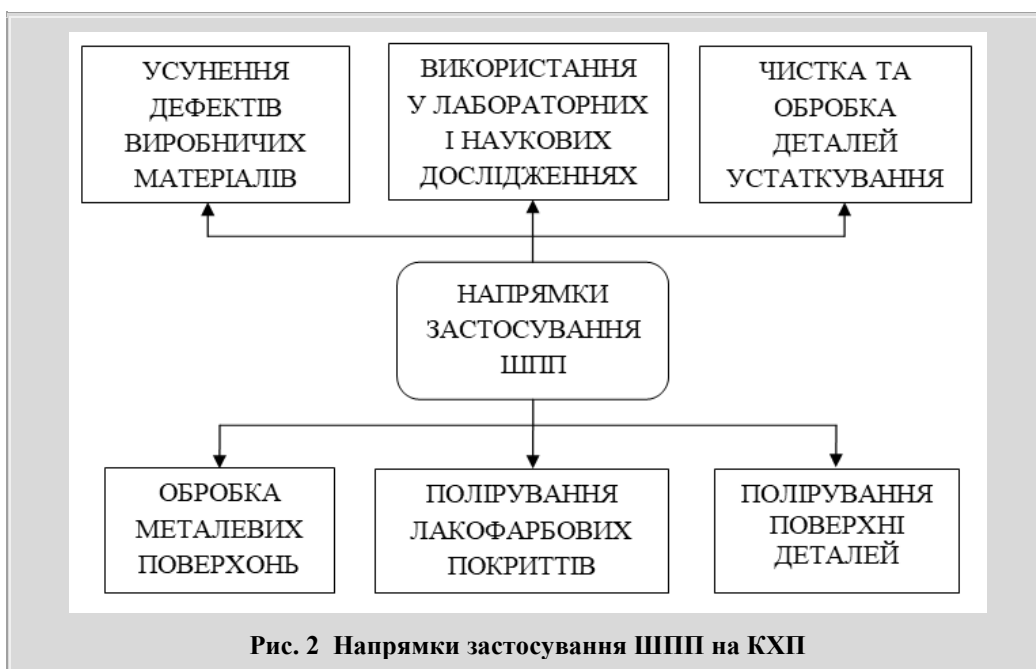 УСУНЕННЯ
ДЕФЕКТІВ
ВИРОБНИЧИХ
МАТЕРІАЛІВ
ВИКОРИСТАННЯ
У ЛАБОРАТОРНИХ
І НАУКОВИХ
ДОСЛІДЖЕННЯХ
ЧИСТКА ТА
ОБРОБКА
ДЕТАЛЕЙ
УСТАТКУВАННЯ
НАПРЯМКИ
ЗАСТОСУВАННЯ
ШПП
ОБРОБКА
МЕТАЛЕВИХ
ПОВЕРХОНЬ
ПОЛІРУВАННЯ
ЛАКОФАРБОВИХ
ПОКРИТТІВ
ПОЛІРУВАННЯ
ПОВЕРХНІ
ДЕТАЛЕЙ
Рис. 2 Напрямки застосування ШПП на КХП